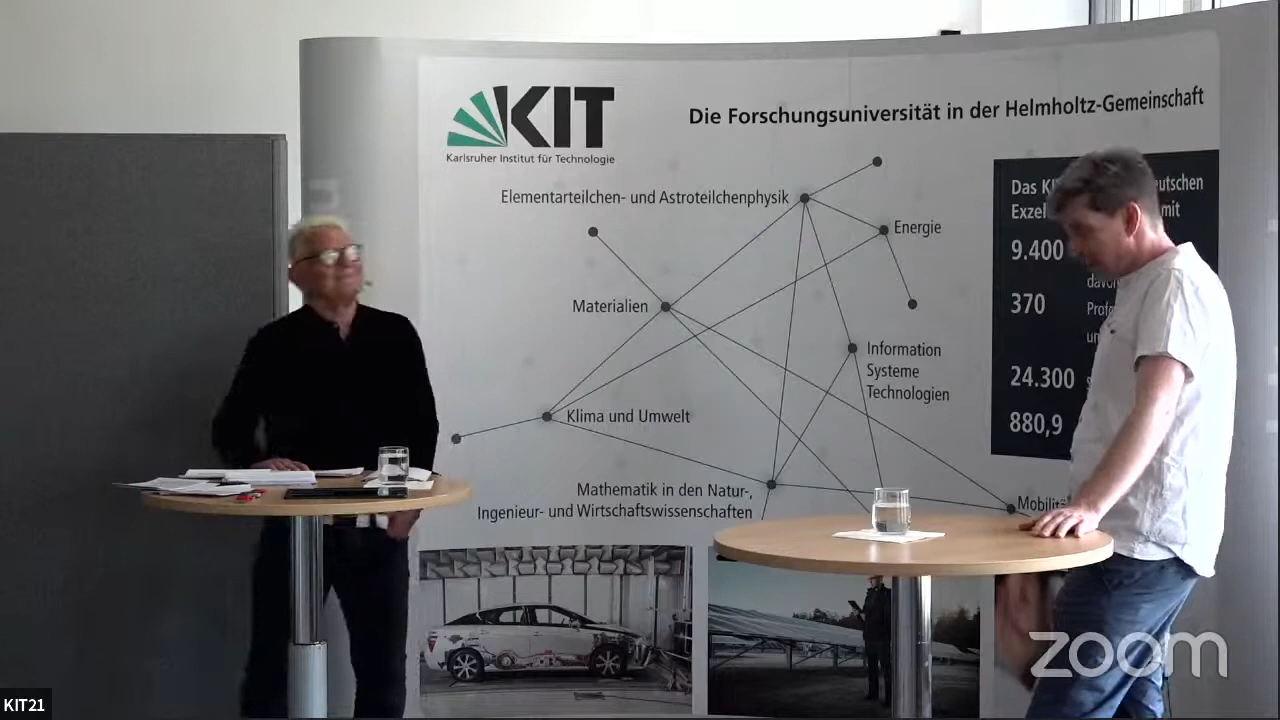 KIT
Karlsruher Institut für Technologie
Die Forschungsuniversität in der Helmholtz-Gemeinschaft
Elementarteilchen- und Astroteilchenphysik
Energie
Materialien
Information
Systeme
Technologien
Klima und Umwelt
Mathematik in den Natur-,
Ingenieur- und Wirtschaftswissenschaften
Das
9.400
370
24.300
880,9
zoom
KIT21